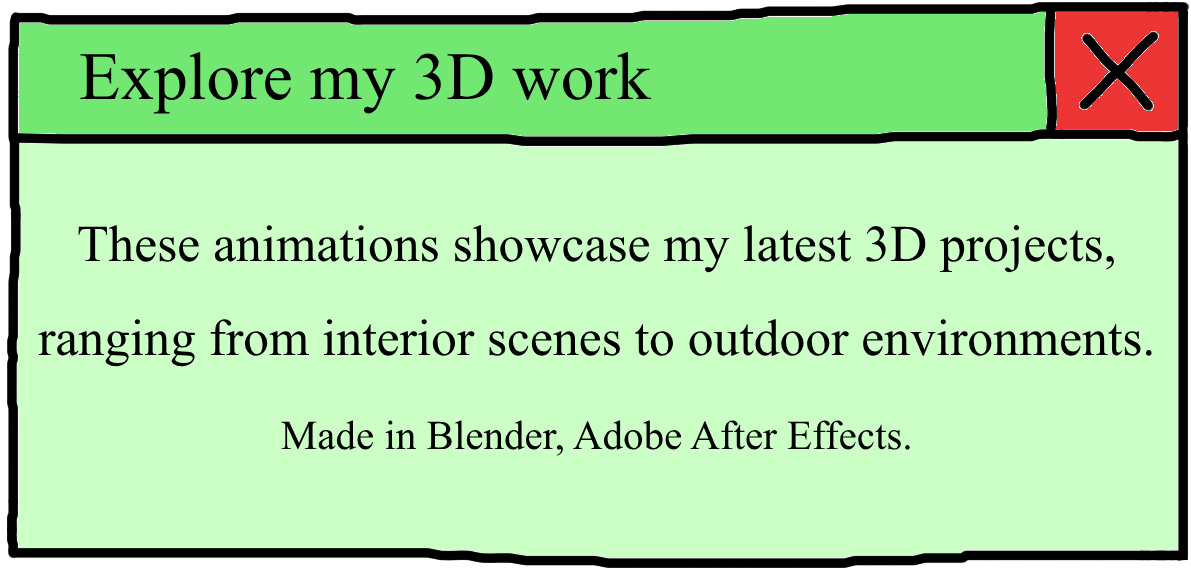 Explore my 3D work
These animations showcase my latest 3D projects,
ranging from interior scenes to outdoor environments.
Made in Blender, Adobe After Effects.